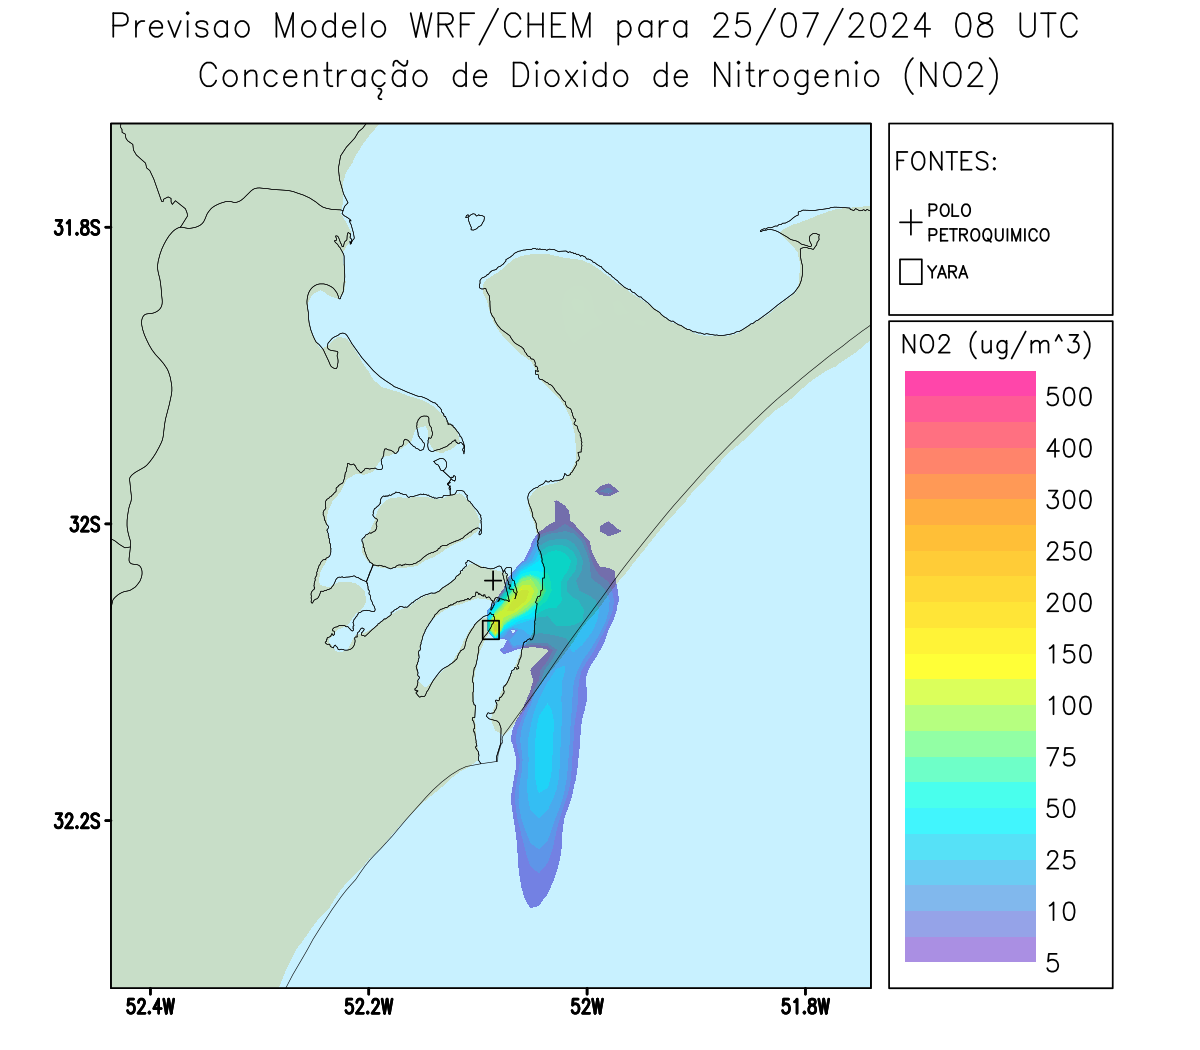 Previsao Modelo WRF/CHEM para 25/07/2024 08 UTC
Concentração de Dioxido de Nitrogenio (NO2)
FONTES:
POLO
PETROQUIMICO
YARA
NO2 (ug/m^3)
500
400
300
250
200
150
100
75
50
25
10
5
31.8S
32S
32.2S
52.4W
52.2W
52W
51.8W